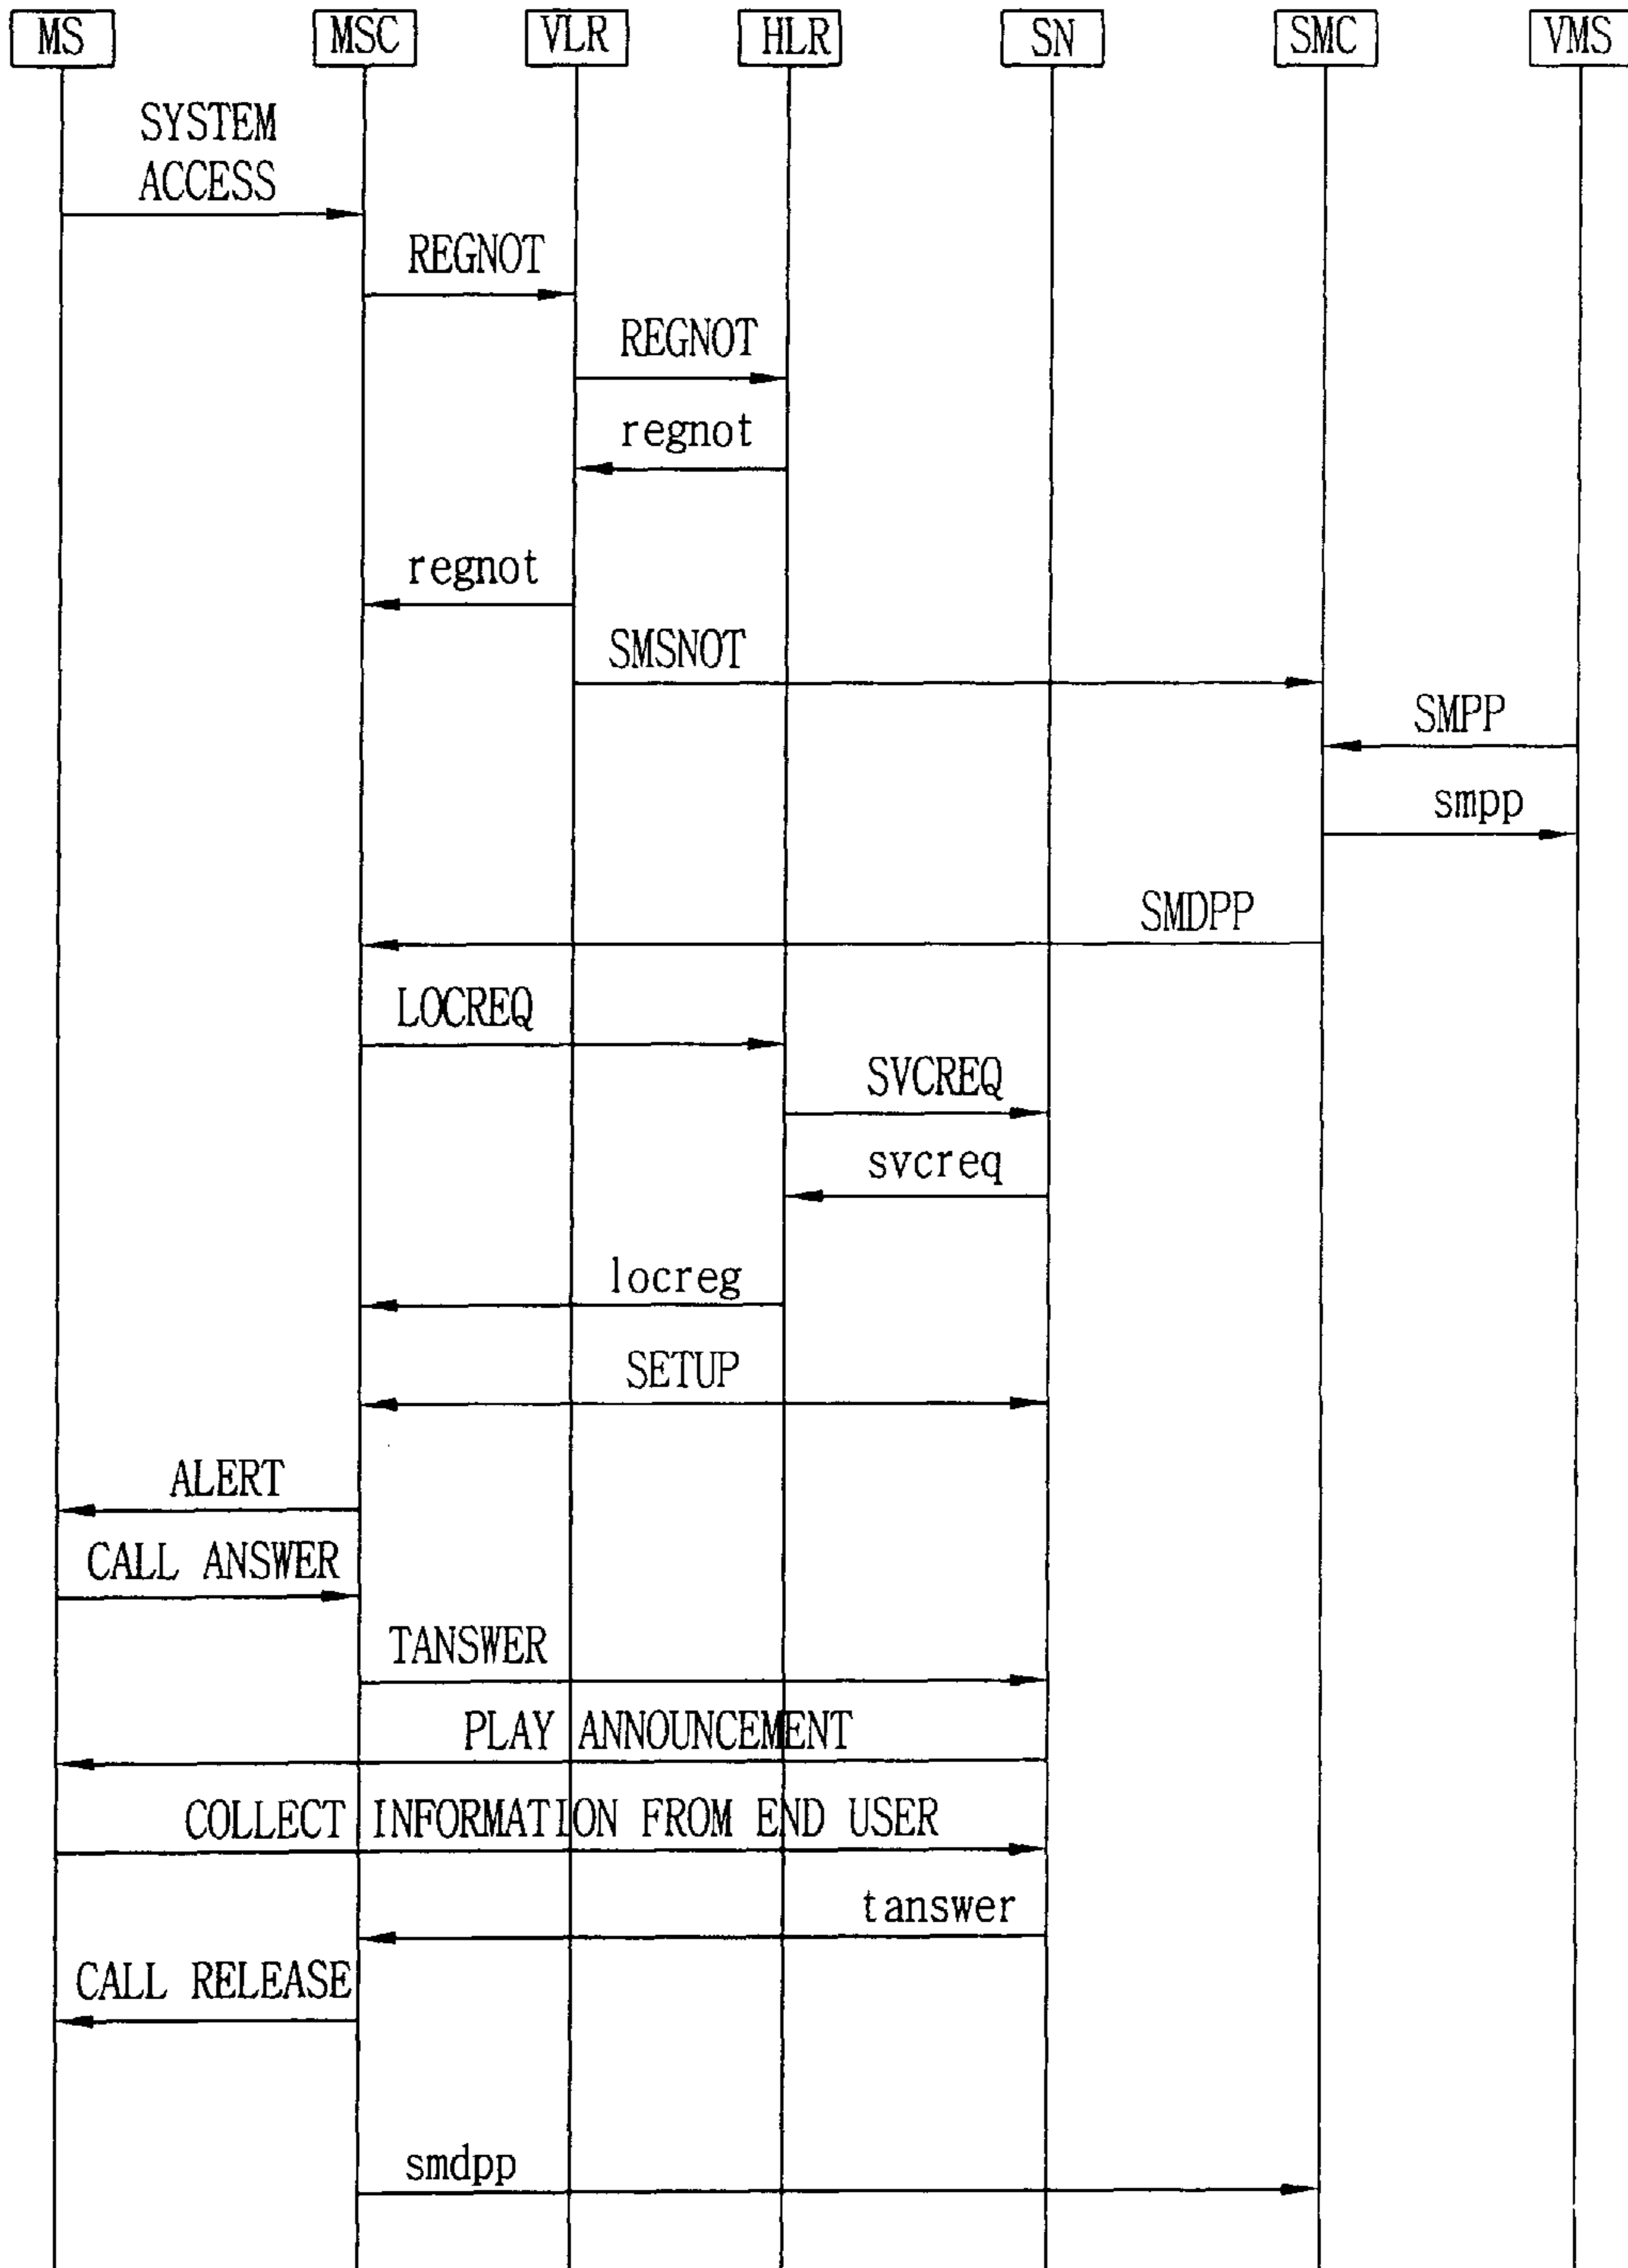 MS MSC VLR HLR SN SMC VMS
SYSTEM
ACCESS
REGNOT
REGNOT
regnot
regnot
SMSNOT
SMPP
smpp
SMDPP
LOCREQ
SVCREQ
svcreq
locreg
SETUP
ALERT
CALL ANSWER
TANSWER
PLAY ANNOUNCEMENT
COLLECT INFORMATION FROM END USER
tanswer
CALL RELEASE
smdpp